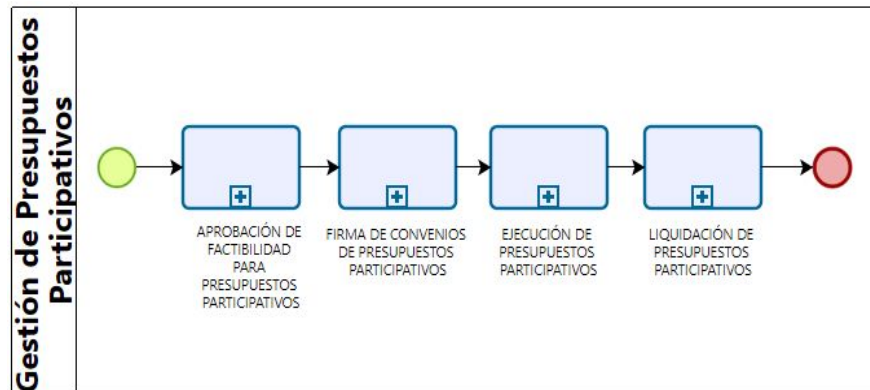 Gestión de Presupuestos
Participativos
APROBACIÓN DE
FACTIBILIDAD
PARA
PRESUPUESTOS
PARTICIPATIVOS
FIRMA DE CONVENIOS
DE PRESUPUESTOS
PARTICIPATIVOS
EJECUCIÓN DE
PRESUPUESTOS
PARTICIPATIVOS
LIQUIDACIÓN DE
PRESUPUESTOS
PARTICIPATIVOS